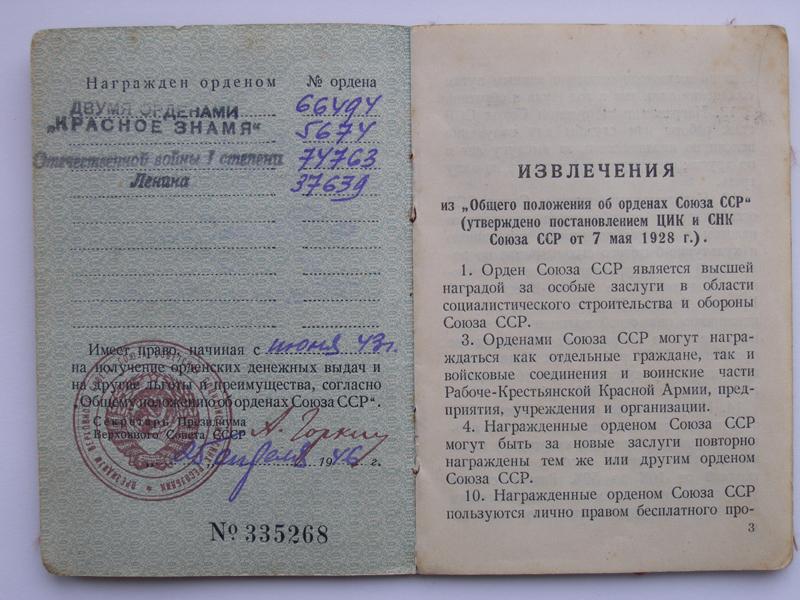 Награжден орденом № ордена
ДВУМЯ ОРДЕНАМИ 66494
„КРАСНОЕ ЗНАМЯ“ 5674
Отечественной войны I степени 74763
Ленина 37639
Имеет право, начиная с июня 43 г.
на получение орденских денежных выдач и
на другие льготы и преимущества, согласно
„Общему положению об орденах Союза ССР“.
Секретарь Президиума
Верховного Совета СССР А. Горкин
апреля 1946 г.
№ 335268
ИЗВЛЕЧЕНИЯ
из „Общего положения об орденах Союза ССР“
(утверждено постановлением ЦИК и СНК
Союза ССР от 7 мая 1928 г.).
1. Орден Союза ССР является высшей
наградой за особые заслуги в области
социалистического строительства и обороны
Союза ССР.
3. Орденами Союза ССР могут награ-
ждаться как отдельные граждане, так и
войсковые соединения и воинские части
Рабоче-Крестьянской Красной Армии, пред-
приятия, учреждения и организации.
4. Награжденные орденом Союза ССР
могут быть за новые заслуги повторно
награждены тем же или другим орденом
Союза ССР.
10. Награжденные орденом Союза ССР
пользуются лично правом бесплатного про-
3